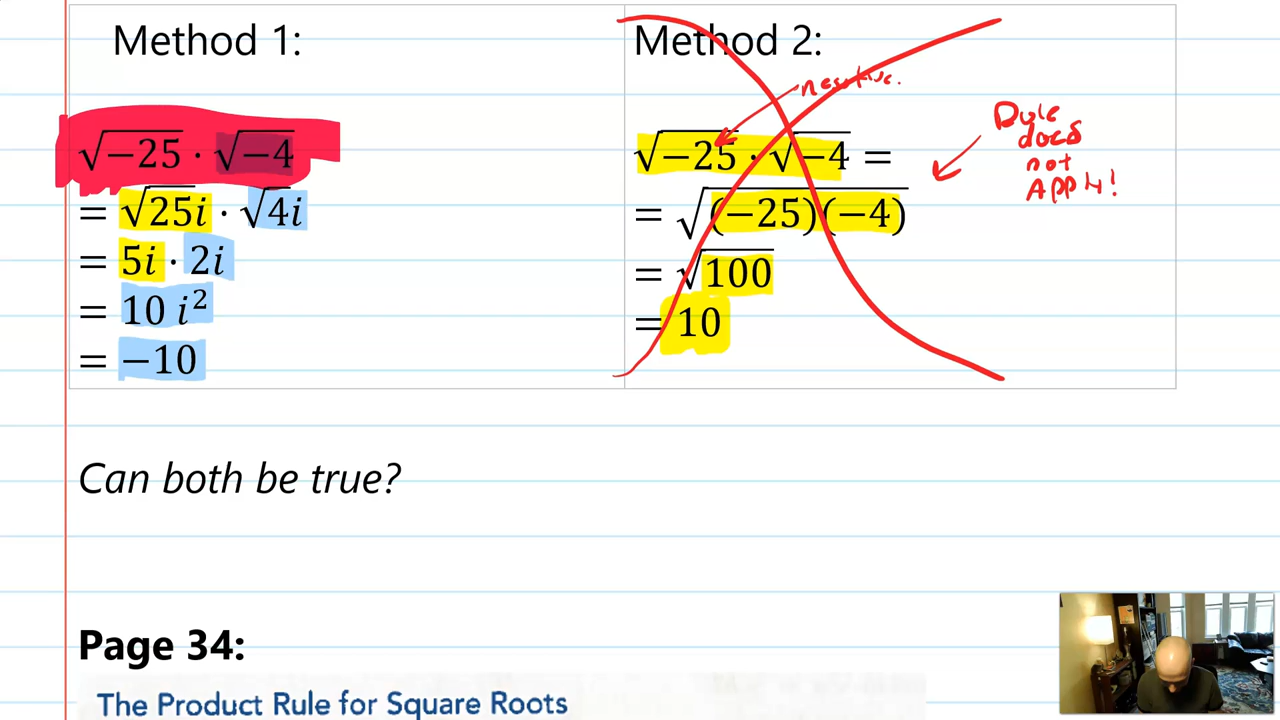 Method 1:
√−25 · √−4
= √25i · √4i
= 5i · 2i
= 10 i²
= −10
Method 2:
negative.
√−25 · √−4 =
= √(−25)(−4)
= √100
= 10
Rule
does
not
Apply!
Can both be true?
Page 34:
The Product Rule for Square Roots